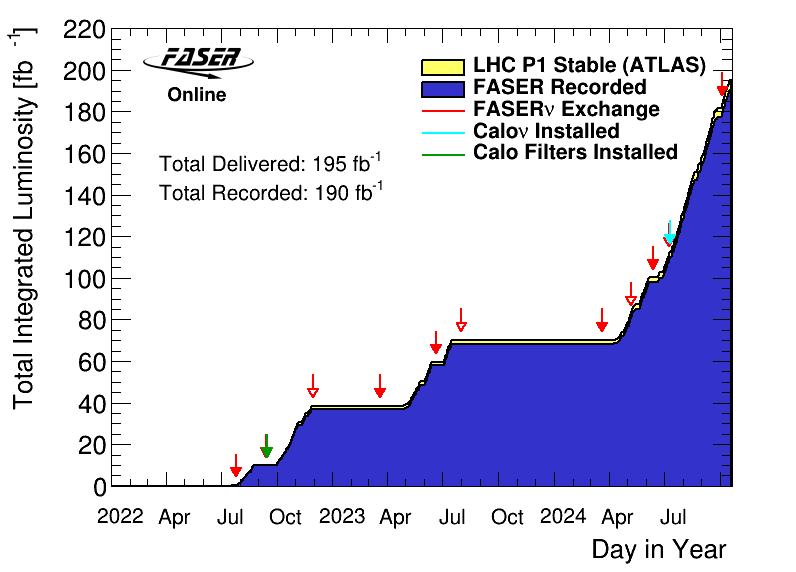 Total Integrated Luminosity [fb ⁻¹]
220
200
180
160
140
120
100
80
60
40
20
0
FASER
Online
LHC P1 Stable (ATLAS)
FASER Recorded
FASERν Exchange
Caloν Installed
Calo Filters Installed
Total Delivered: 195 fb⁻¹
Total Recorded: 190 fb⁻¹
2022 Apr Jul Oct 2023 Apr Jul Oct 2024 Apr Jul
Day in Year